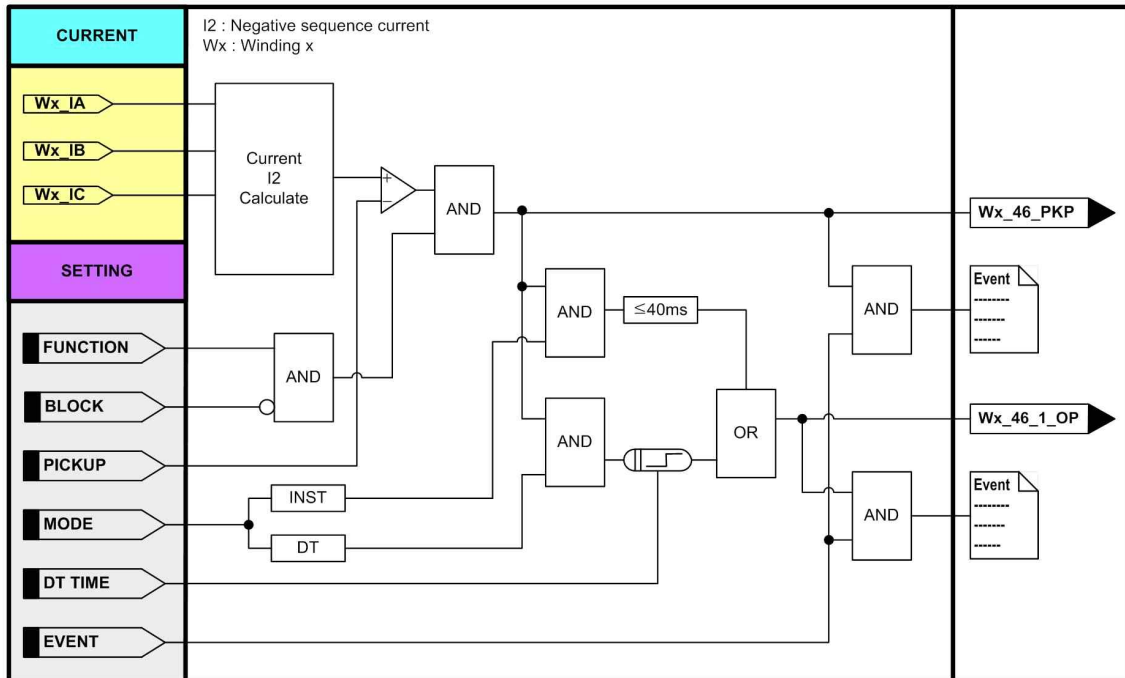 CURRENT
I2 : Negative sequence current
Wx : Winding x
Wx_IA
Wx_IB
Wx_IC
Current
I2
Calculate
+
−
AND
Wx_46_PKP
SETTING
AND
≤40ms
AND
Event
--------
-------
------
FUNCTION
AND
BLOCK
OR
Wx_46_1_OP
AND
PICKUP
INST
MODE
DT
AND
Event
--------
-------
------
DT TIME
EVENT